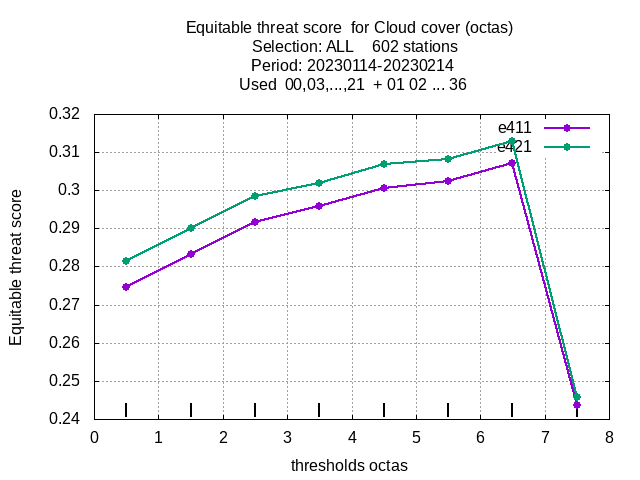 Equitable threat score  for Cloud cover (octas)
Selection: ALL    602 stations
Period: 20230114-20230214
Used  00,03,...,21  + 01 02 ... 36
0.32
0.31
0.3
0.29
0.28
0.27
0.26
0.25
0.24
Equitable threat score
e411
e421
0 1 2 3 4 5 6 7 8
thresholds octas